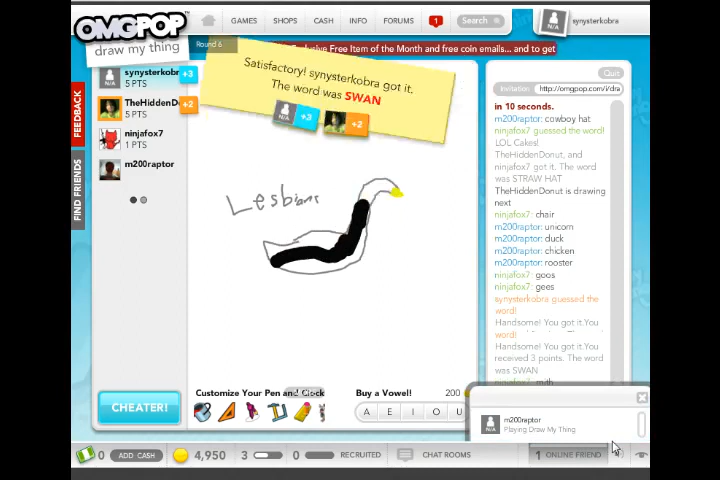 OMGPOP
draw my thing
GAMES
SHOPS
CASH
INFO
FORUMS
1
Search
N/A
synysterkobra
Round 6
clusive Free Item of the Month and free coin emails... and to get
Satisfactory! synysterkobra got it.
The word was SWAN
N/A +3
+2
FEEDBACK
FIND FRIENDS
N/A
synysterkobr +3
5 PTS
TheHiddenD +2
5 PTS
ninjafox7
1 PTS
m200raptor
Lesbians
Quit
Invitation http://omgpop.com/i/dra
in 10 seconds.
m200raptor: cowboy hat
ninjafox7 guessed the word!
LOL Cakes!
TheHiddenDonut, and
ninjafox7 got it. The word
was STRAW HAT
TheHiddenDonut is drawing
next
ninjafox7: chair
m200raptor: unicorn
m200raptor: duck
m200raptor: chicken
m200raptor: rooster
ninjafox7: goos
ninjafox7: gees
synysterkobra guessed the
word!
Handsome! You got it.You
word!
Handsome! You got it.You
received 3 points. The word
was SWAN
CHEATER!
Customize Your Pen and Clock
Buy a Vowel! 200
A E I O U
N/A
m200raptor
Playing Draw My Thing
0
ADD CASH
4,950
3
0
RECRUITED
CHAT ROOMS
1 ONLINE FRIEND